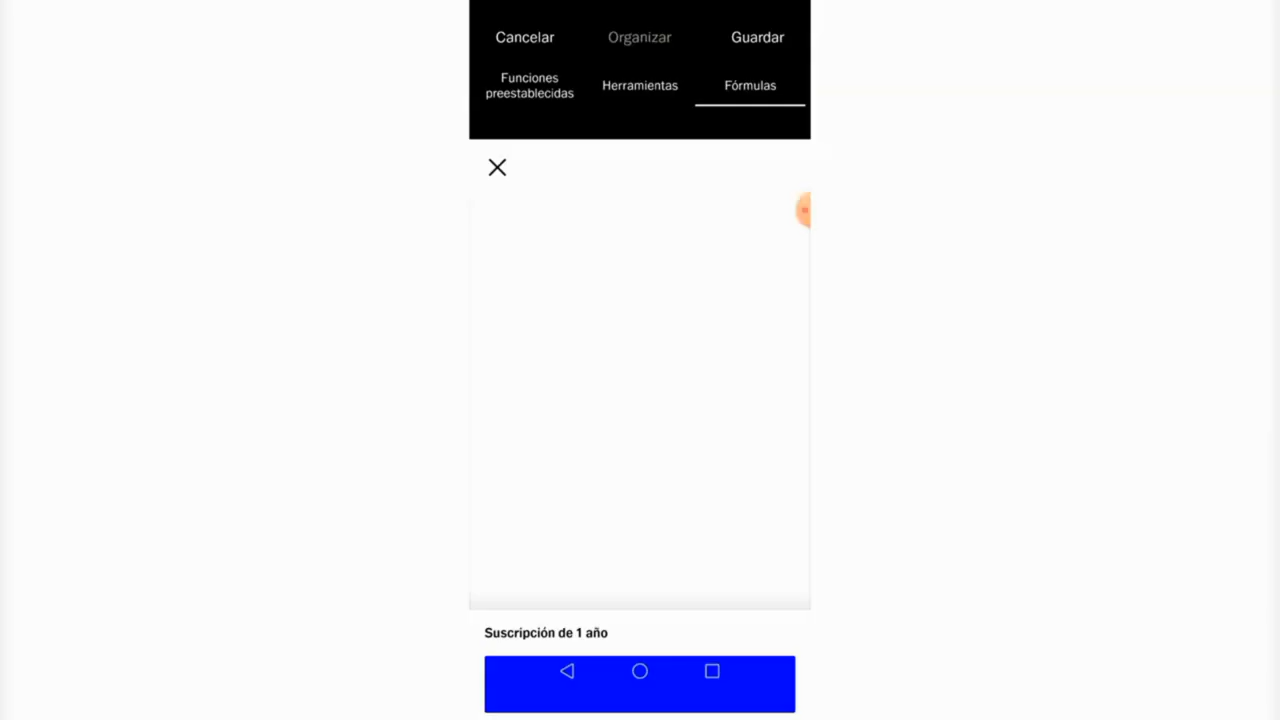 Cancelar Organizar Guardar
Funciones
preestablecidas
Herramientas
Fórmulas
Suscripción de 1 año